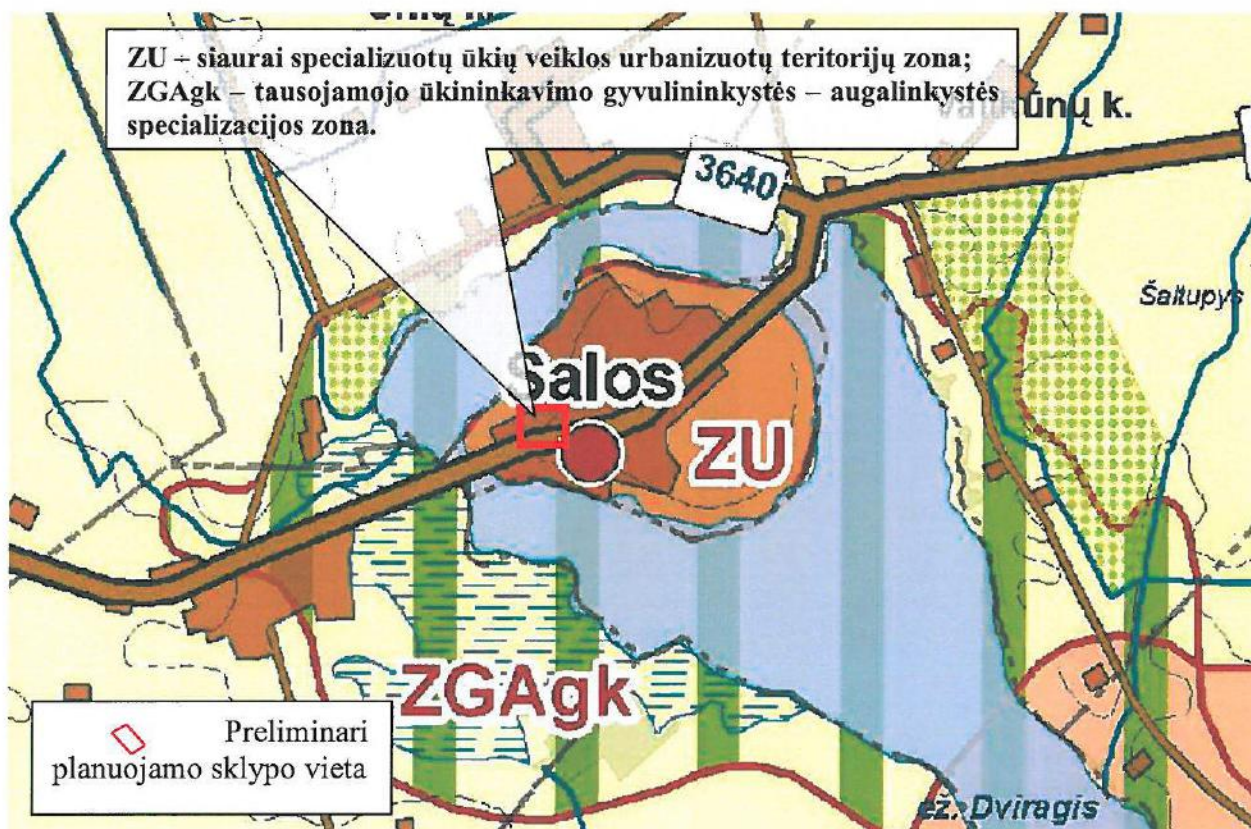 ZU – siaurai specializuotų ūkių veiklos urbanizuotų teritorijų zona;
ZGAgk – tausojamojo ūkininkavimo gyvulininkystės – augalinkystės
specializacijos zona.
k.
3640
Šaltupys
Salos
ZU
ZGAgk
Preliminari
planuojamo sklypo vieta
ež. Dviragis